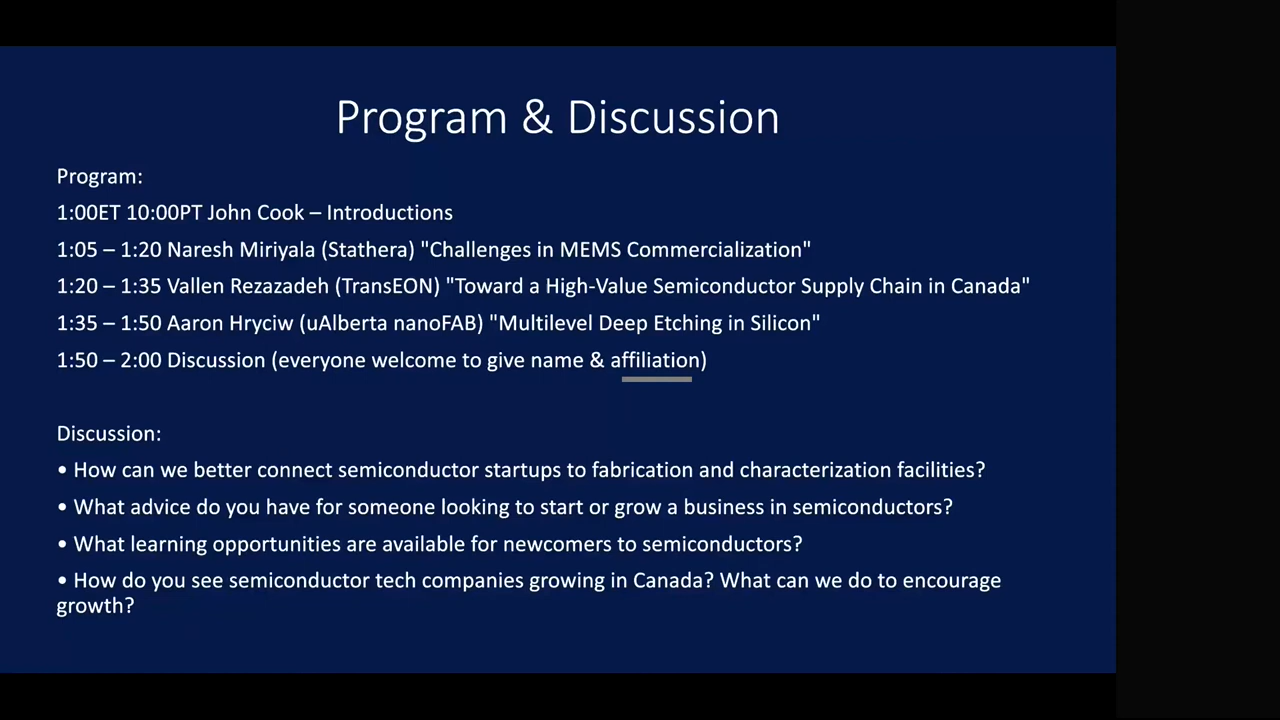 Program & Discussion
Program:
1:00ET 10:00PT John Cook – Introductions
1:05 – 1:20 Naresh Miriyala (Stathera) "Challenges in MEMS Commercialization"
1:20 – 1:35 Vallen Rezazadeh (TransEON) "Toward a High-Value Semiconductor Supply Chain in Canada"
1:35 – 1:50 Aaron Hryciw (uAlberta nanoFAB) "Multilevel Deep Etching in Silicon"
1:50 – 2:00 Discussion (everyone welcome to give name & affiliation)
Discussion:
• How can we better connect semiconductor startups to fabrication and characterization facilities?
• What advice do you have for someone looking to start or grow a business in semiconductors?
• What learning opportunities are available for newcomers to semiconductors?
• How do you see semiconductor tech companies growing in Canada? What can we do to encourage
growth?